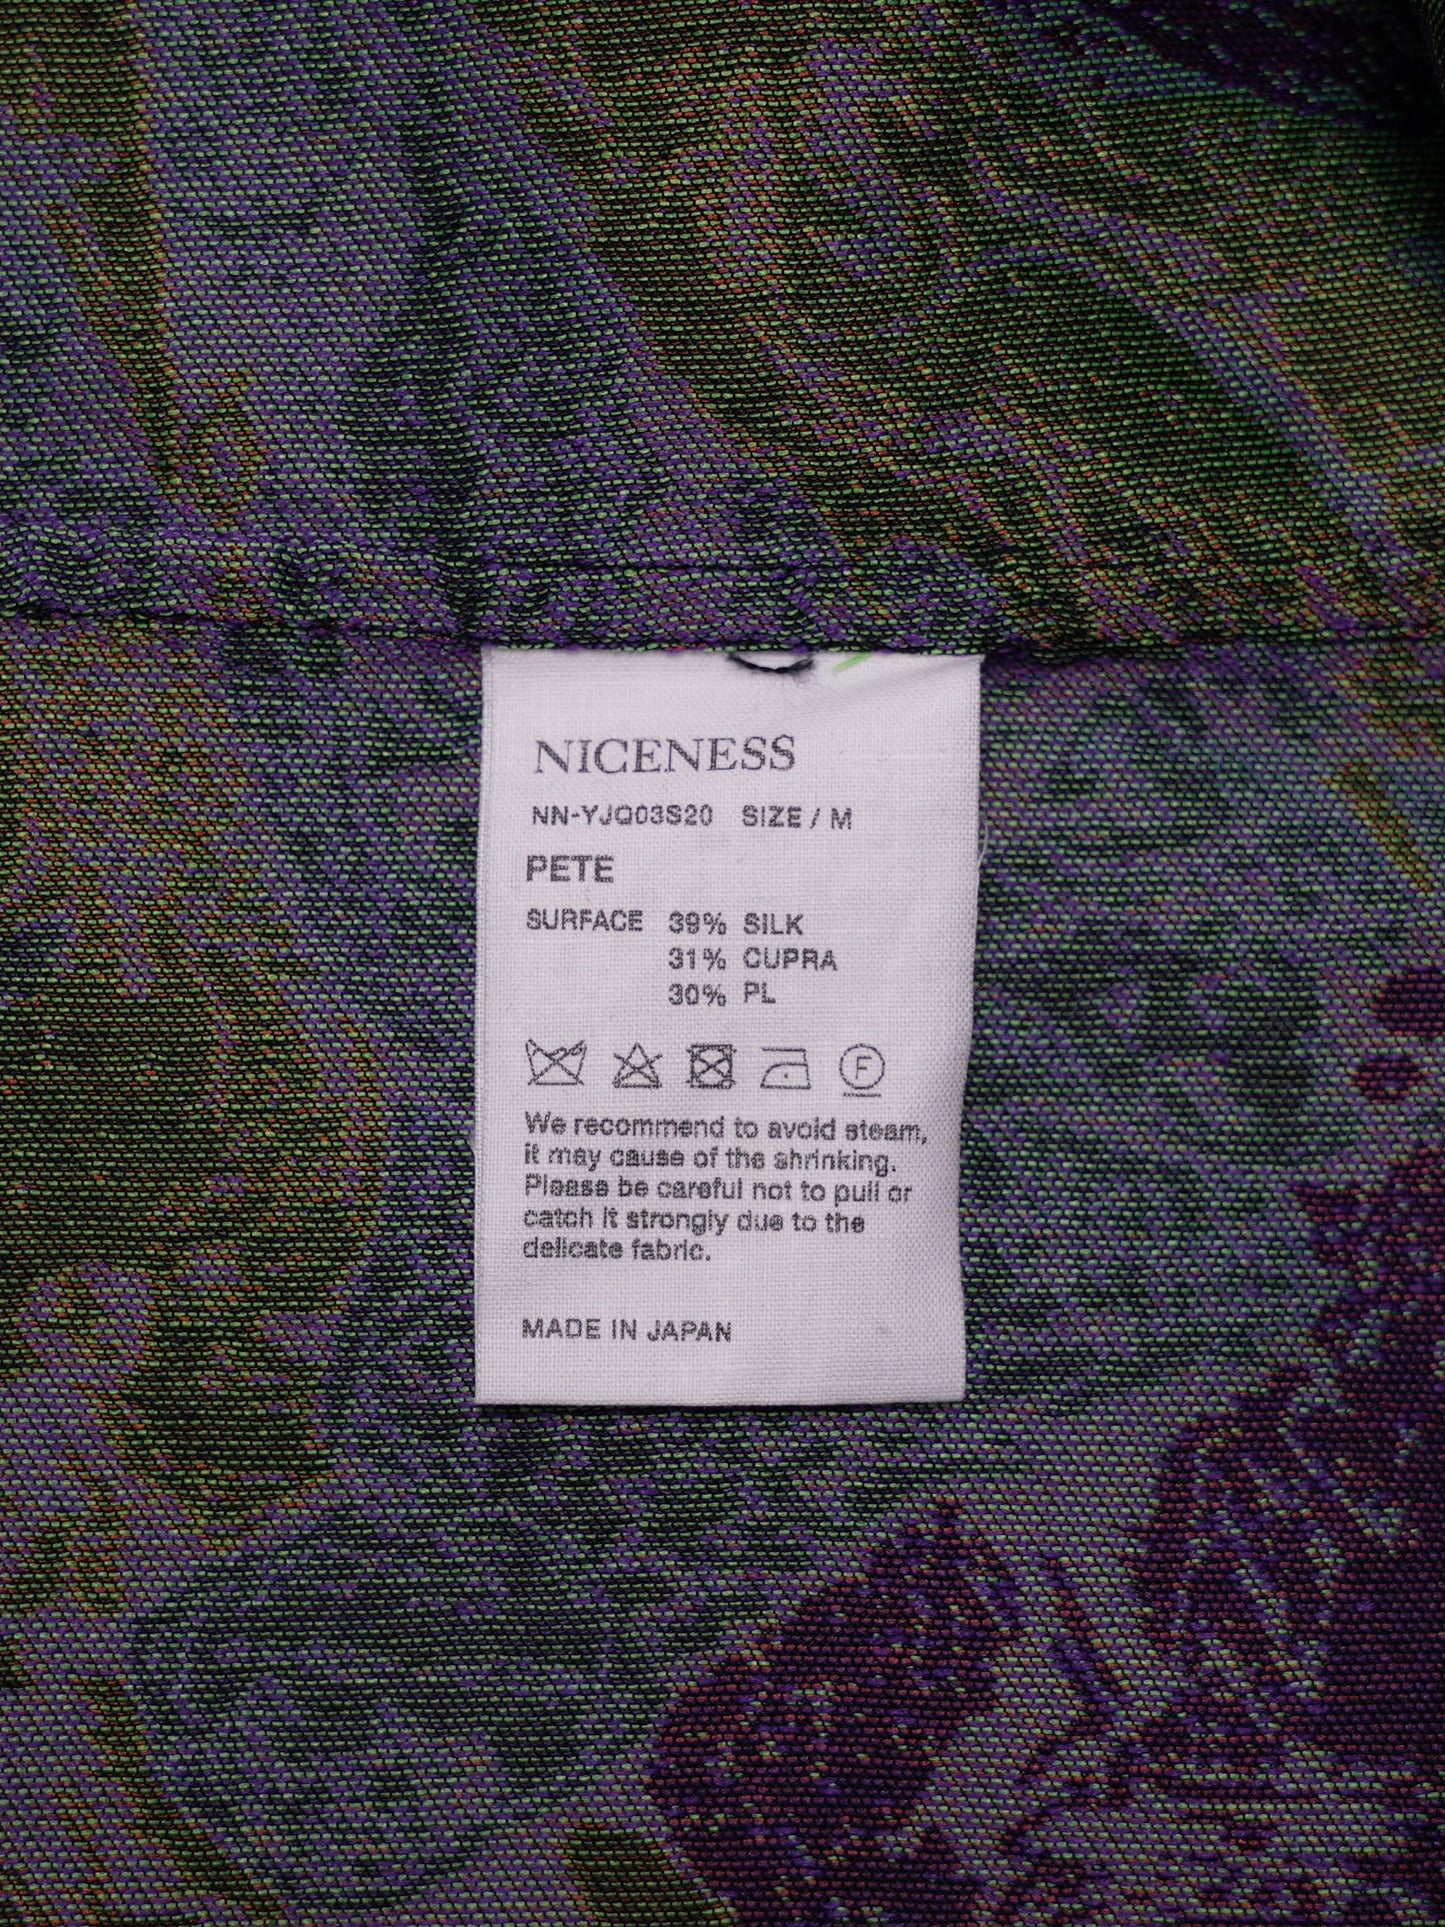 NICENESS
NN-YJQ03S20 SIZE / M
PETE
SURFACE 39% SILK
31% CUPRA
30% PL
F
We recommend to avoid steam,
it may cause of the shrinking.
Please be careful not to pull or
catch it strongly due to the
delicate fabric.
MADE IN JAPAN